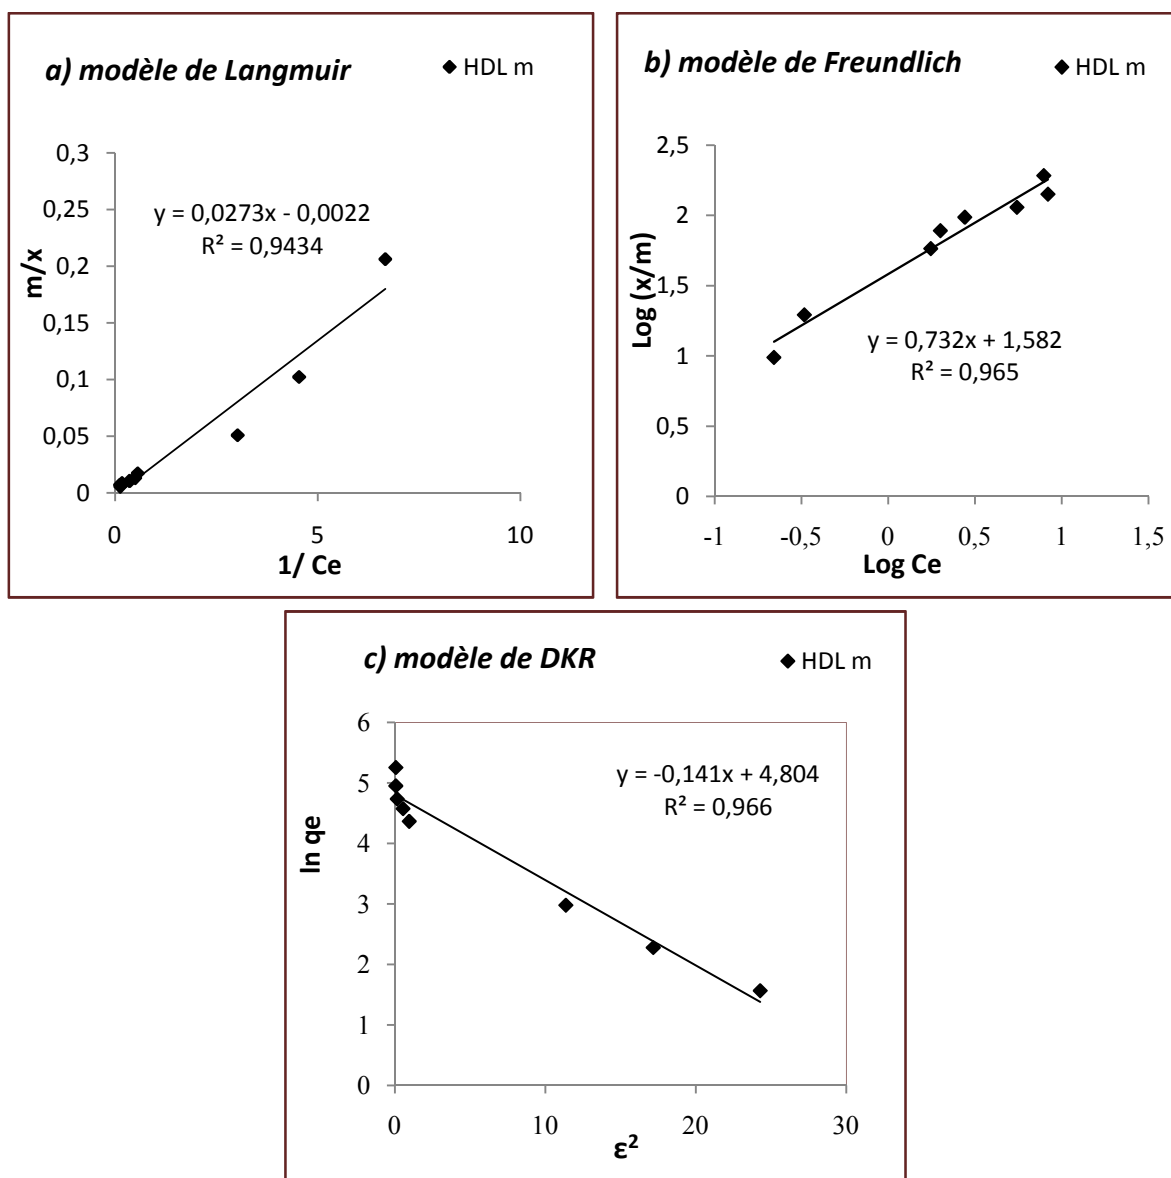 a) modèle de Langmuir
HDL m
0,3
0,25
0,2
0,15
0,1
0,05
0
y = 0,0273x - 0,0022
R² = 0,9434
m/x
0
5
10
1/ Ce
b) modèle de Freundlich
HDL m
2,5
2
1,5
1
0,5
0
Log (x/m)
y = 0,732x + 1,582
R² = 0,965
-1
-0,5
0
0,5
1
1,5
Log Ce
c) modèle de DKR
HDL m
6
5
4
3
2
1
0
ln qe
y = -0,141x + 4,804
R² = 0,966
0
10
20
30
ε²